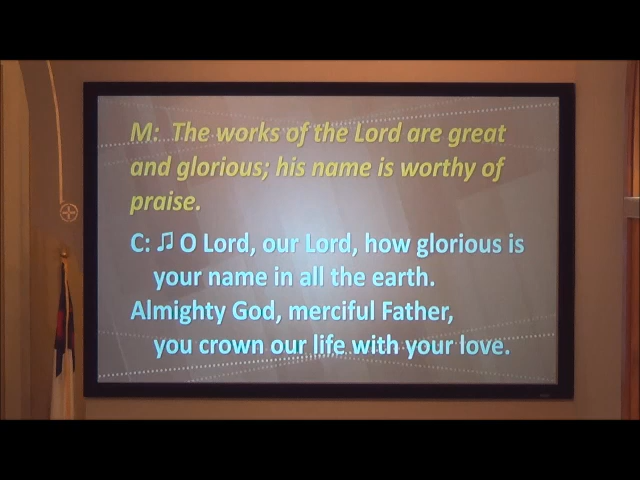 M: The works of the Lord are great
and glorious; his name is worthy of
praise.
C: ♫ O Lord, our Lord, how glorious is
your name in all the earth.
Almighty God, merciful Father,
you crown our life with your love.